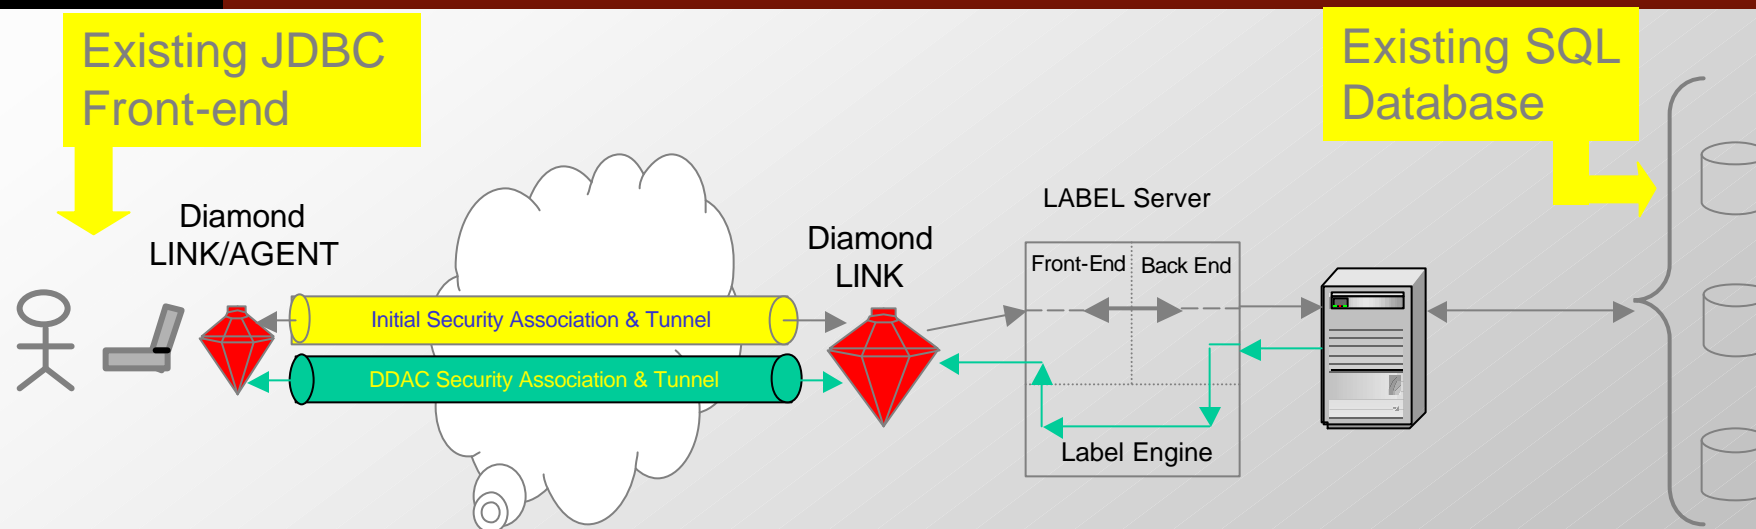 Existing JDBC
Front-end
Existing SQL
Database
Diamond
LINK/AGENT
Diamond
LINK
LABEL Server
Front-End
Back End
Initial Security Association & Tunnel
DDAC Security Association & Tunnel
Label Engine